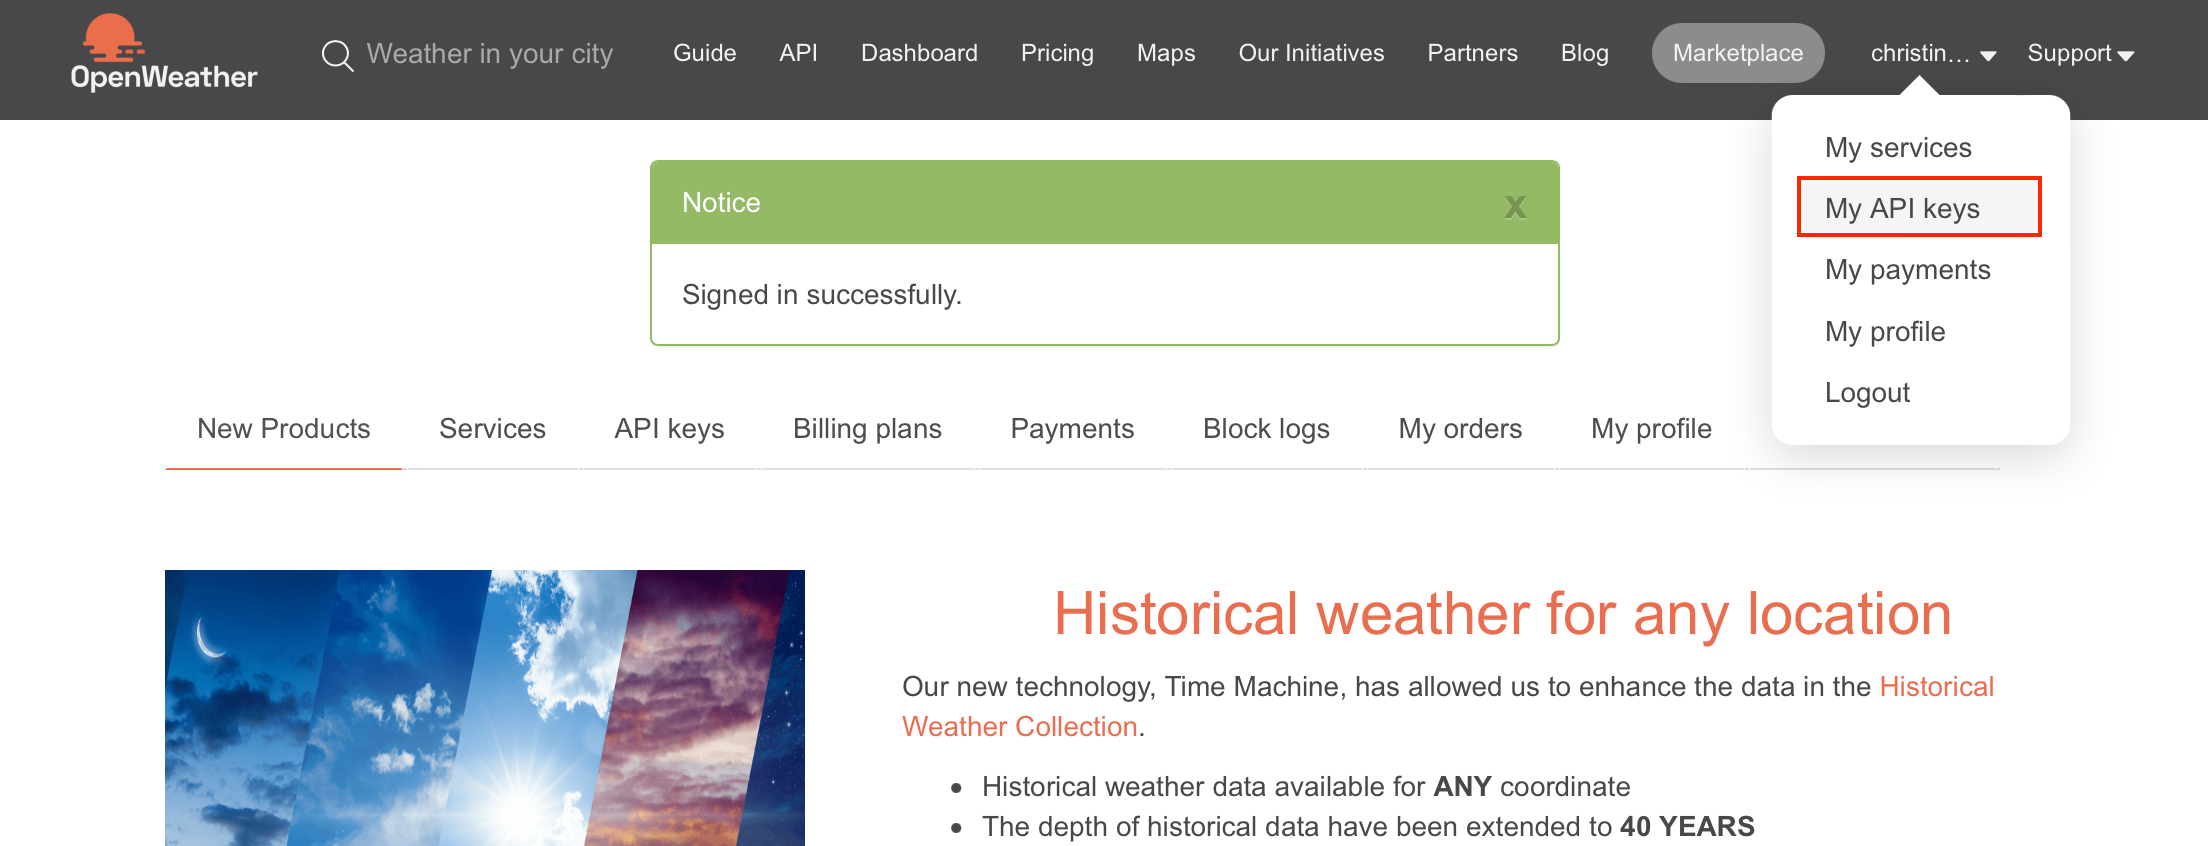 OpenWeather
Weather in your city
Guide
API
Dashboard
Pricing
Maps
Our Initiatives
Partners
Blog
Marketplace
christin...
Support
My services
My API keys
My payments
My profile
Logout
Notice
x
Signed in successfully.
New Products
Services
API keys
Billing plans
Payments
Block logs
My orders
My profile
Historical weather for any location
Our new technology, Time Machine, has allowed us to enhance the data in the Historical
Weather Collection.
• Historical weather data available for ANY coordinate
• The depth of historical data have been extended to 40 YEARS